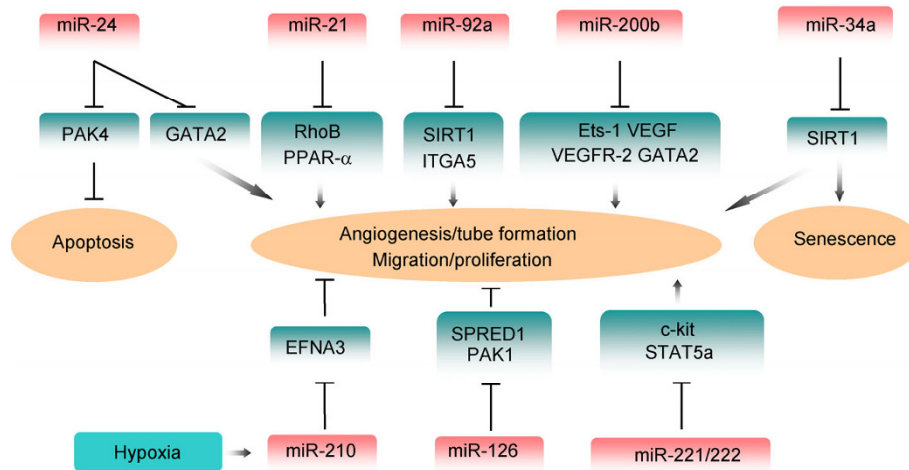 miR-24
miR-21
miR-92a
miR-200b
miR-34a
PAK4
GATA2
RhoB
PPAR-α
SIRT1
ITGA5
Ets-1 VEGF
VEGFR-2 GATA2
SIRT1
Apoptosis
Angiogenesis/tube formation
Migration/proliferation
Senescence
EFNA3
SPRED1
PAK1
c-kit
STAT5a
Hypoxia
miR-210
miR-126
miR-221/222